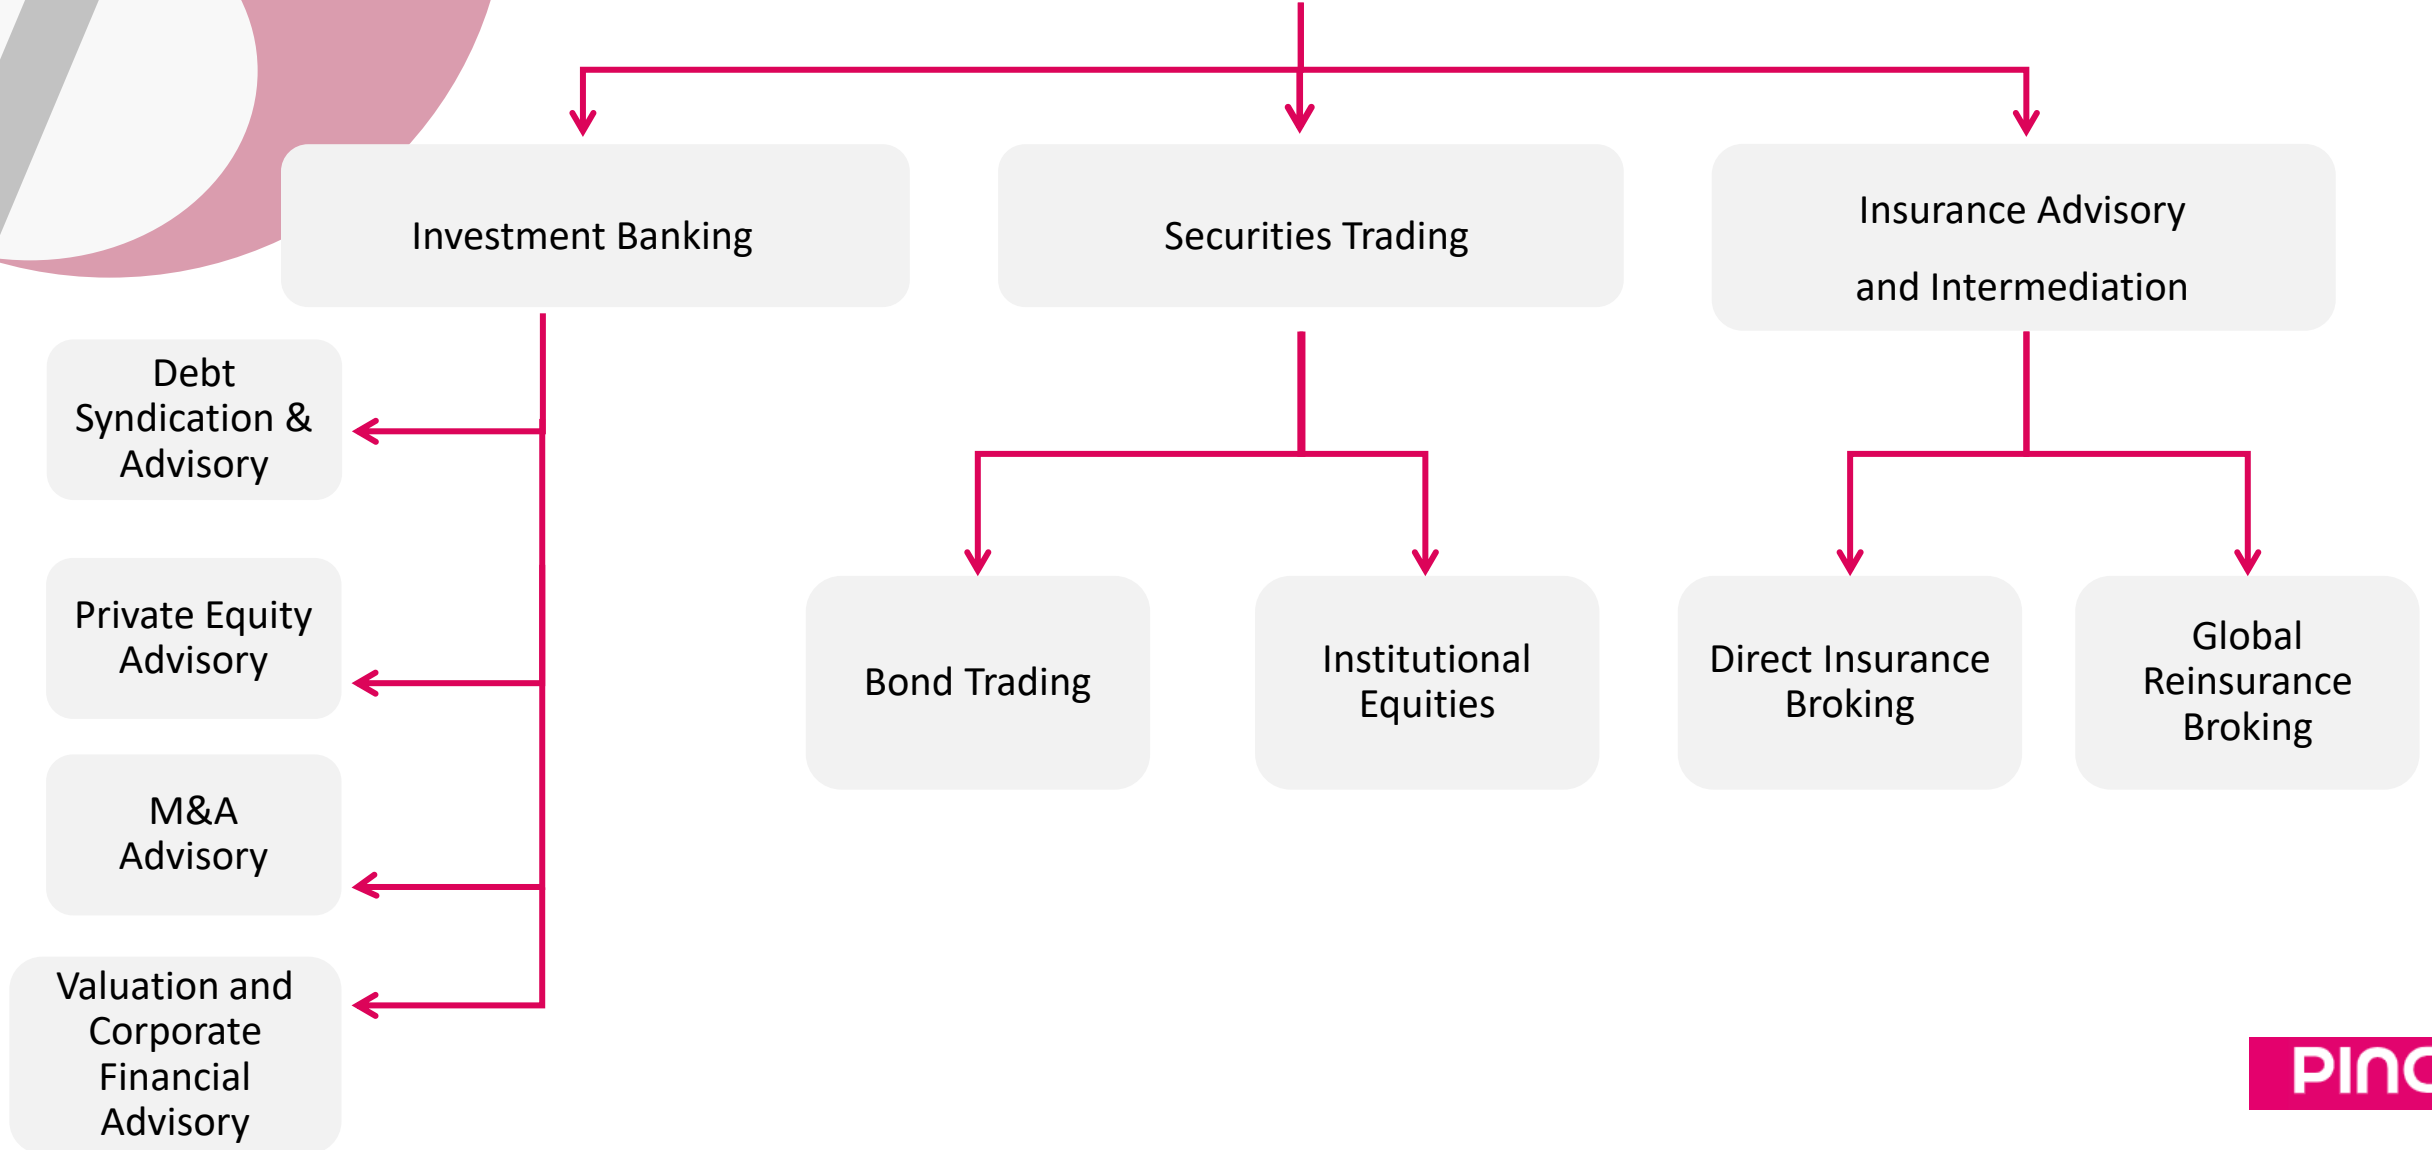 Investment Banking
Securities Trading
Insurance Advisory
and Intermediation
Debt
Syndication &
Advisory
Private Equity
Advisory
M&A
Advisory
Valuation and
Corporate
Financial
Advisory
Bond Trading
Institutional
Equities
Direct Insurance
Broking
Global
Reinsurance
Broking